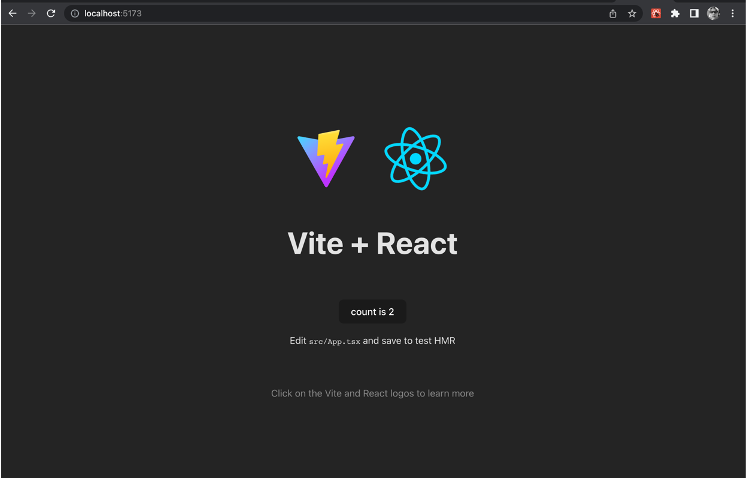 localhost:5173
Vite + React
count is 2
Edit src/App.tsx and save to test HMR
Click on the Vite and React logos to learn more